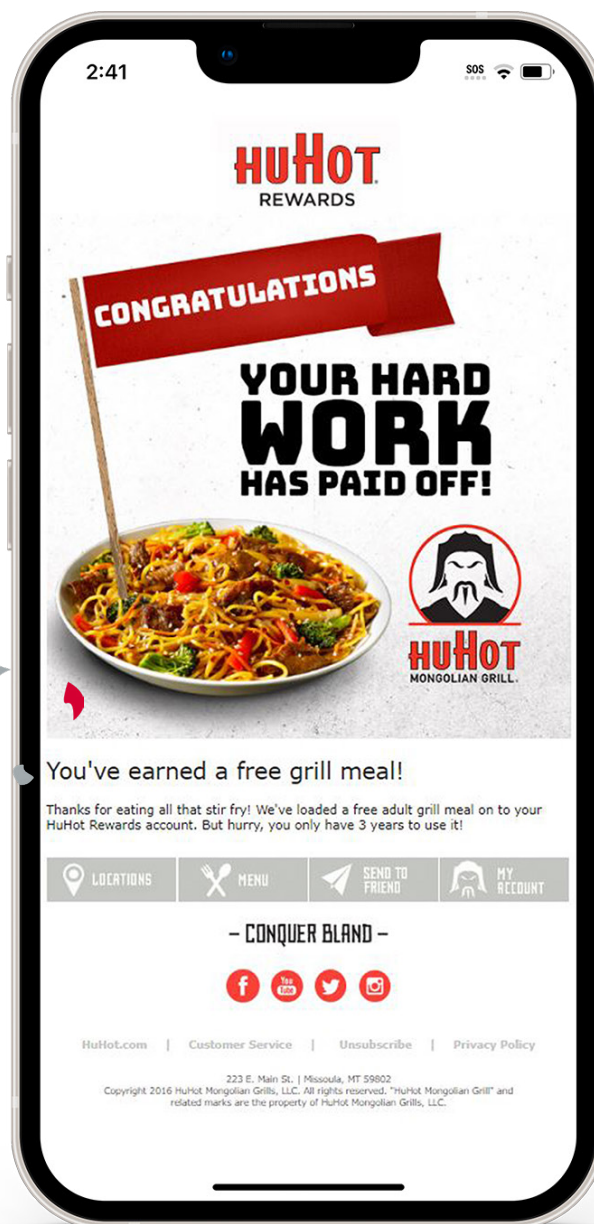 2:41
SOS
HUHOT
REWARDS
CONGRATULATIONS
YOUR HARD
WORK
HAS PAID OFF!
HUHOT
MONGOLIAN GRILL.
You've earned a free grill meal!
Thanks for eating all that stir fry! We've loaded a free adult grill meal on to your
HuHot Rewards account. But hurry, you only have 3 years to use it!
LOCATIONS
MENU
SEND TO
FRIEND
MY
ACCOUNT
– CONQUER BLAND –
f
You
Tube
HuHot.com | Customer Service | Unsubscribe | Privacy Policy
223 E. Main St. | Missoula, MT 59802
Copyright 2016 HuHot Mongolian Grills, LLC. All rights reserved. "HuHot Mongolian Grill" and
related marks are the property of HuHot Mongolian Grills, LLC.